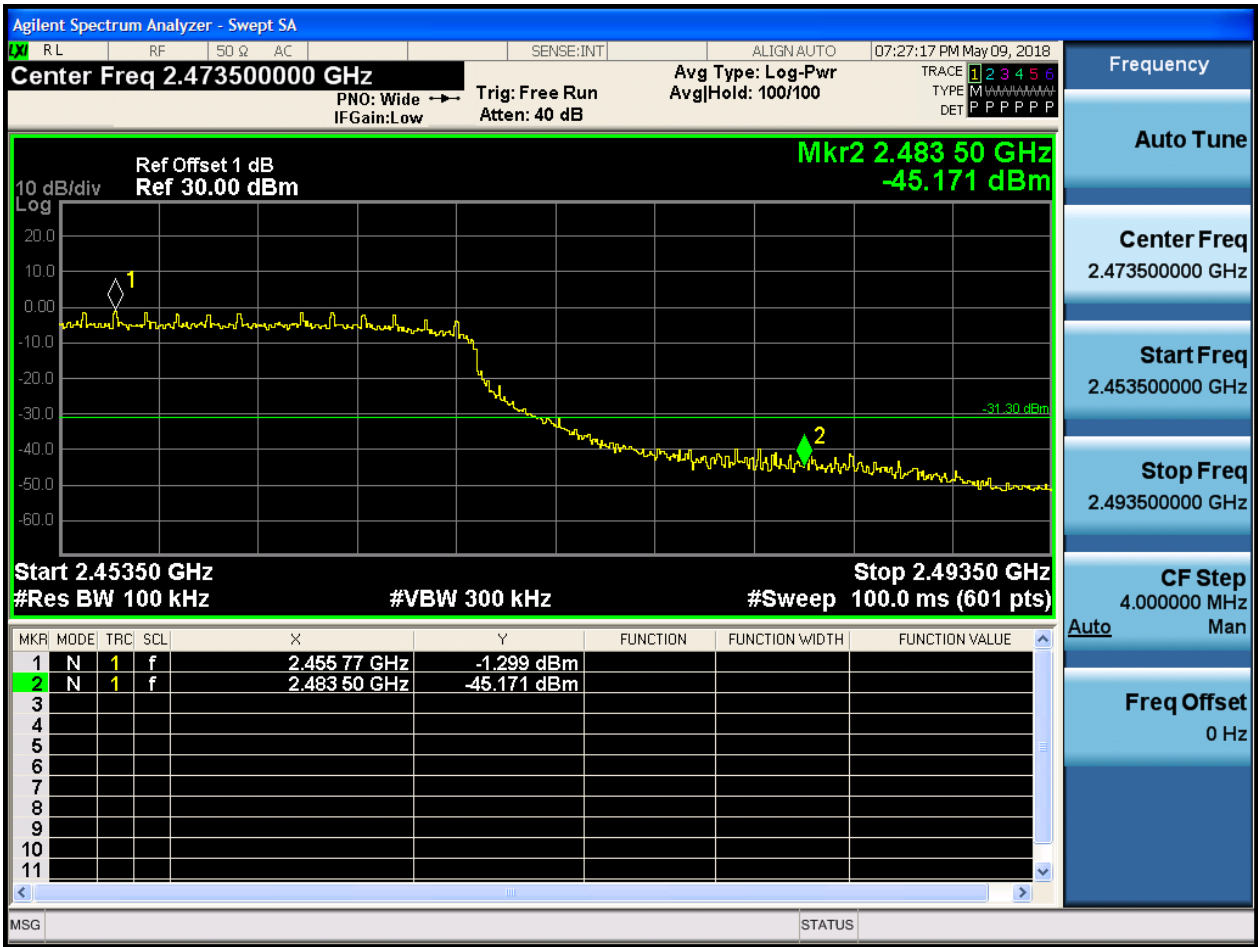 Agilent Spectrum Analyzer - Swept SA
LXI RL RF 50 Ω AC SENSE:INT ALIGN AUTO 07:27:17 PM May 09, 2018
Center Freq 2.473500000 GHz
PNO: Wide
IFGain:Low
Trig: Free Run
Atten: 40 dB
Avg Type: Log-Pwr
Avg|Hold: 100/100
TRACE 1 2 3 4 5 6
TYPE M W W W W W
DET P P P P P P
Mkr2 2.483 50 GHz
-45.171 dBm
Ref Offset 1 dB
10 dB/div Ref 30.00 dBm
Log
20.0
10.0
0.00
-10.0
-20.0
-30.0
-40.0
-50.0
-60.0
1
2
-31.30 dBm
Start 2.45350 GHz Stop 2.49350 GHz
#Res BW 100 kHz #VBW 300 kHz #Sweep 100.0 ms (601 pts)
MKR MODE TRC SCL X Y FUNCTION FUNCTION WIDTH FUNCTION VALUE
1 N 1 f 2.455 77 GHz -1.299 dBm
2 N 1 f 2.483 50 GHz -45.171 dBm
3
4
5
6
7
8
9
10
11
MSG STATUS
Frequency
Auto Tune
Center Freq
2.473500000 GHz
Start Freq
2.453500000 GHz
Stop Freq
2.493500000 GHz
CF Step
4.000000 MHz
Auto Man
Freq Offset
0 Hz